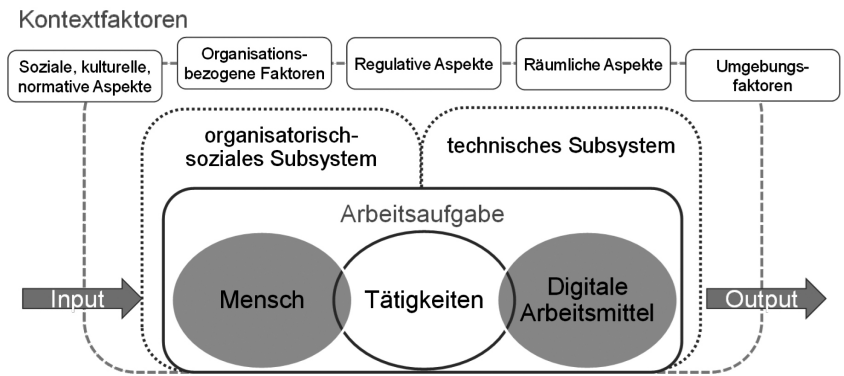 Kontextfaktoren
Soziale, kulturelle,
normative Aspekte
Organisations-
bezogene Faktoren
Regulative Aspekte
Räumliche Aspekte
Umgebungs-
faktoren
organisatorisch-
soziales Subsystem
technisches Subsystem
Arbeitsaufgabe
Input
Mensch
Tätigkeiten
Digitale
Arbeitsmittel
Output